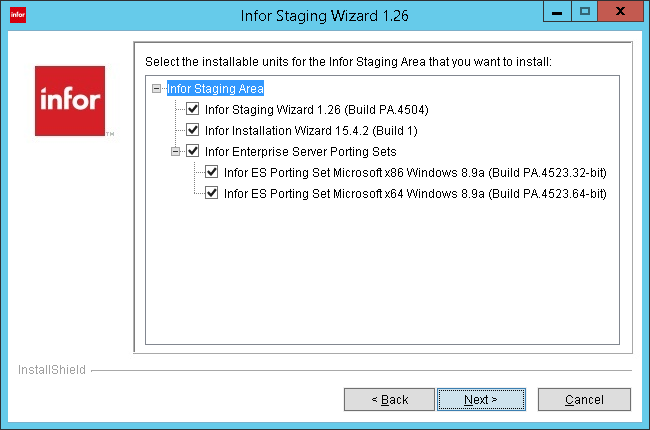 infor
Infor Staging Wizard 1.26
infor
TM
Select the installable units for the Infor Staging Area that you want to install:
Infor Staging Area
Infor Staging Wizard 1.26 (Build PA.4504)
Infor Installation Wizard 15.4.2 (Build 1)
Infor Enterprise Server Porting Sets
Infor ES Porting Set Microsoft x86 Windows 8.9a (Build PA.4523.32-bit)
Infor ES Porting Set Microsoft x64 Windows 8.9a (Build PA.4523.64-bit)
InstallShield
< Back
Next >
Cancel